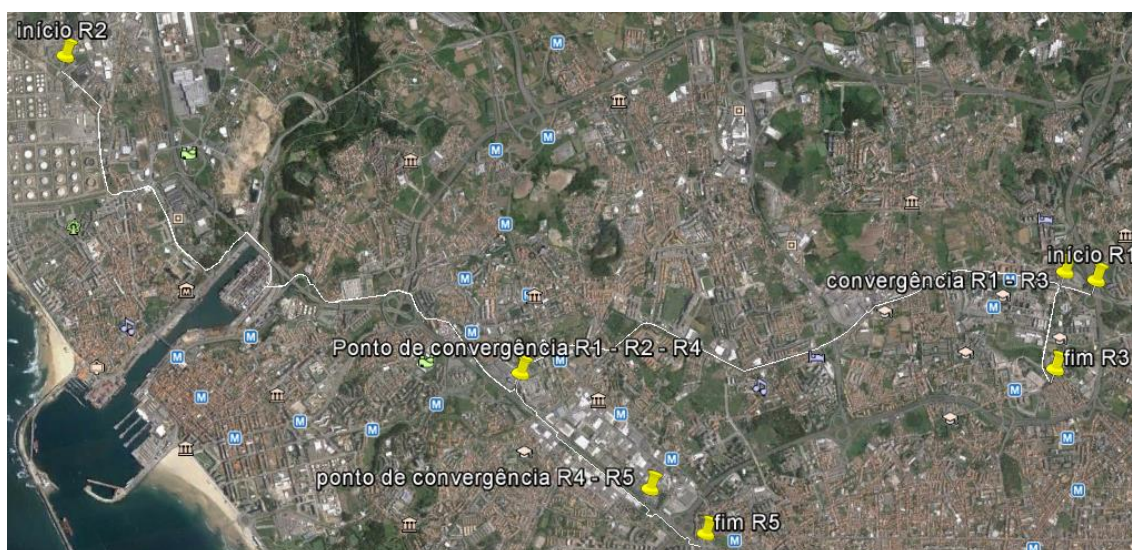 início R2
início R1
convergência R1 - R3
Ponto de convergência R1 - R2 - R4
fim R3
ponto de convergência R4 - R5
fim R5